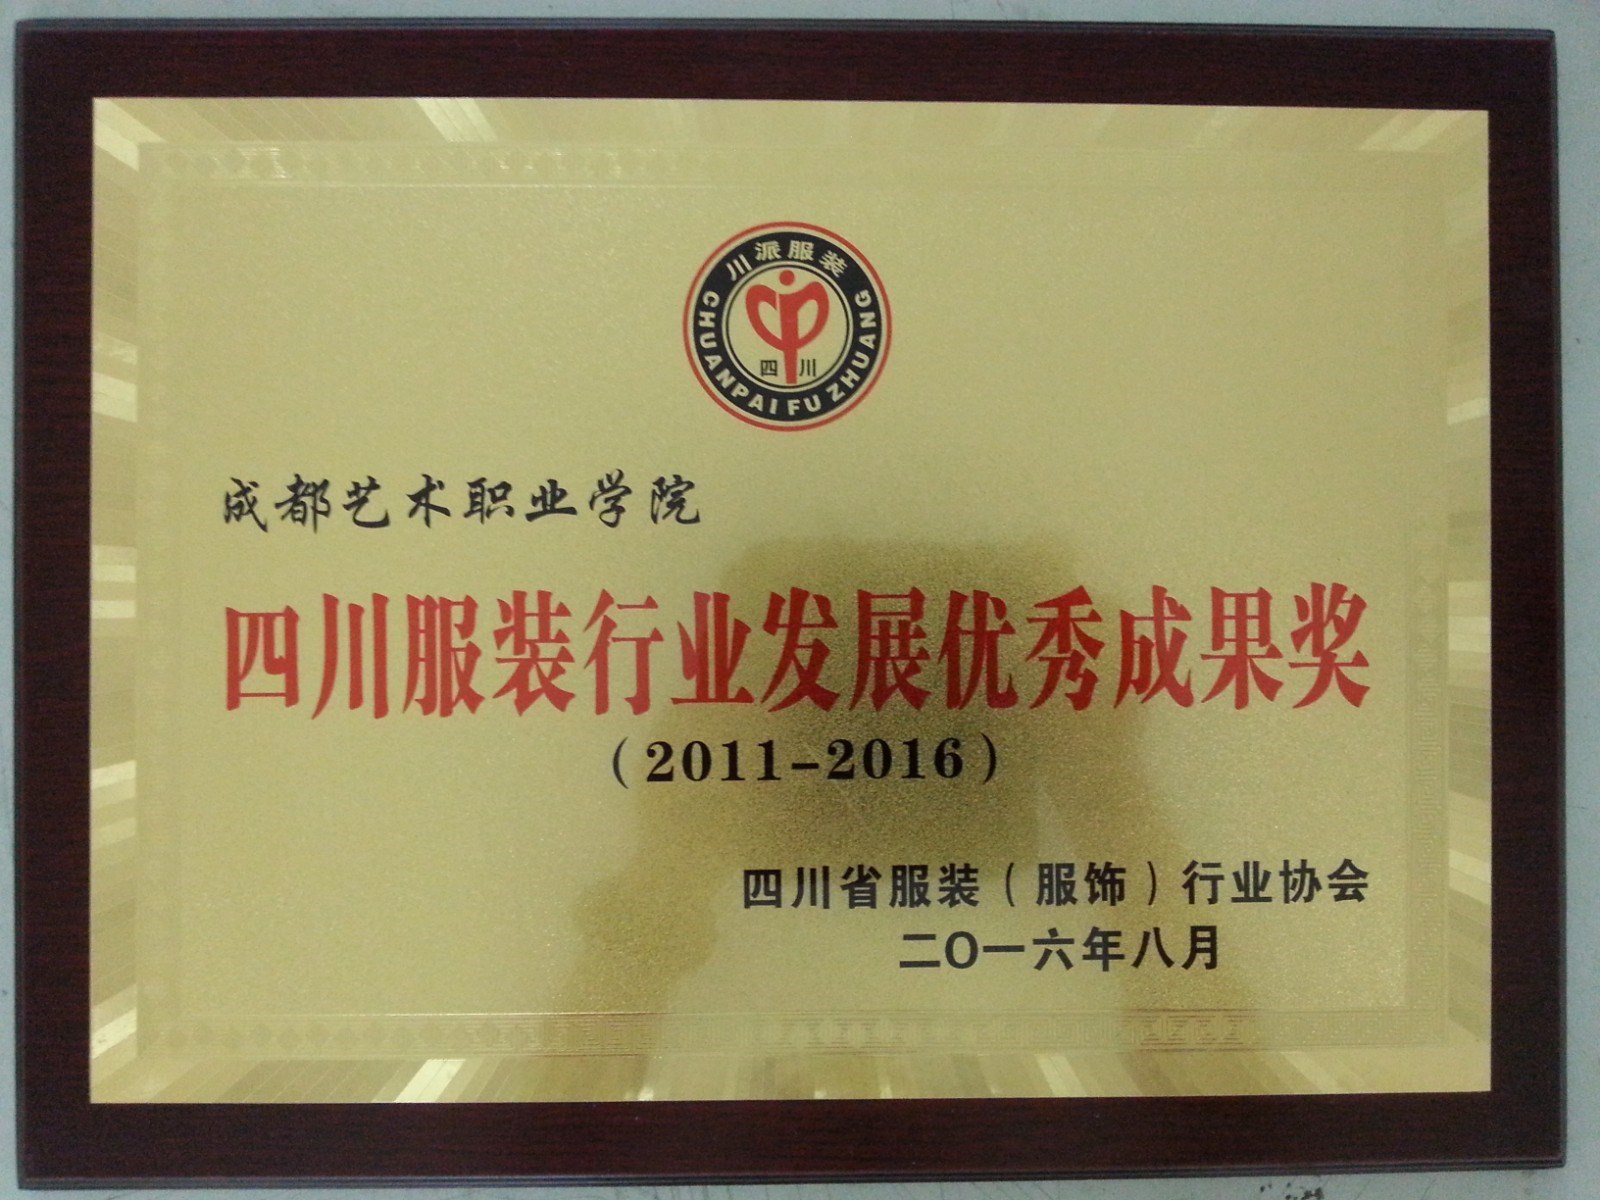 川派服装
四川
CHUANPAI FU ZHUANG
成都艺术职业学院
四川服装行业发展优秀成果奖
（2011-2016）
四川省服装（服饰）行业协会
二〇一六年八月